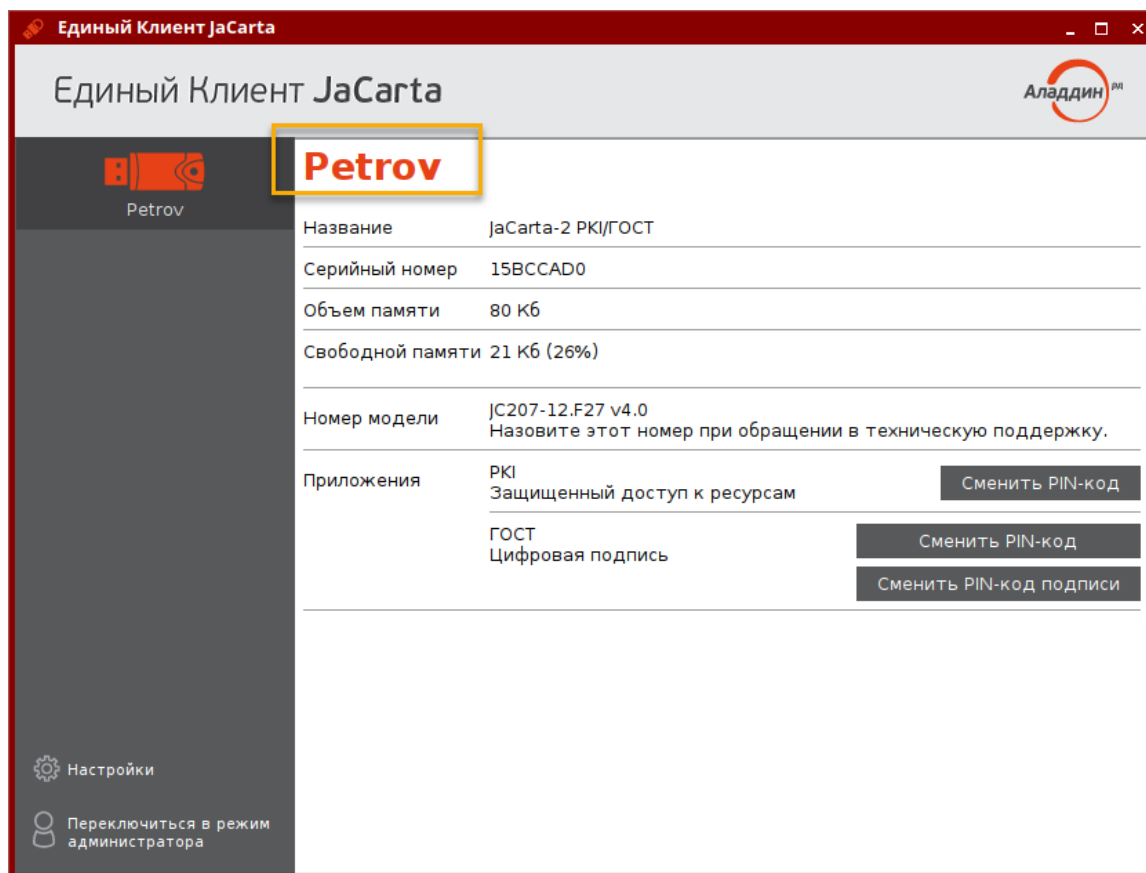 Единый Клиент JaCarta
Единый Клиент JaCarta
Аладдин РД
Petrov
Petrov
Название JaCarta-2 PKI/ГОСТ
Серийный номер 15BCCAD0
Объем памяти 80 Кб
Свободной памяти 21 Кб (26%)
Номер модели JC207-12.F27 v4.0
Назовите этот номер при обращении в техническую поддержку.
Приложения PKI
Защищенный доступ к ресурсам Сменить PIN-код
ГОСТ
Цифровая подпись Сменить PIN-код
Сменить PIN-код подписи
Настройки
Переключиться в режим
администратора